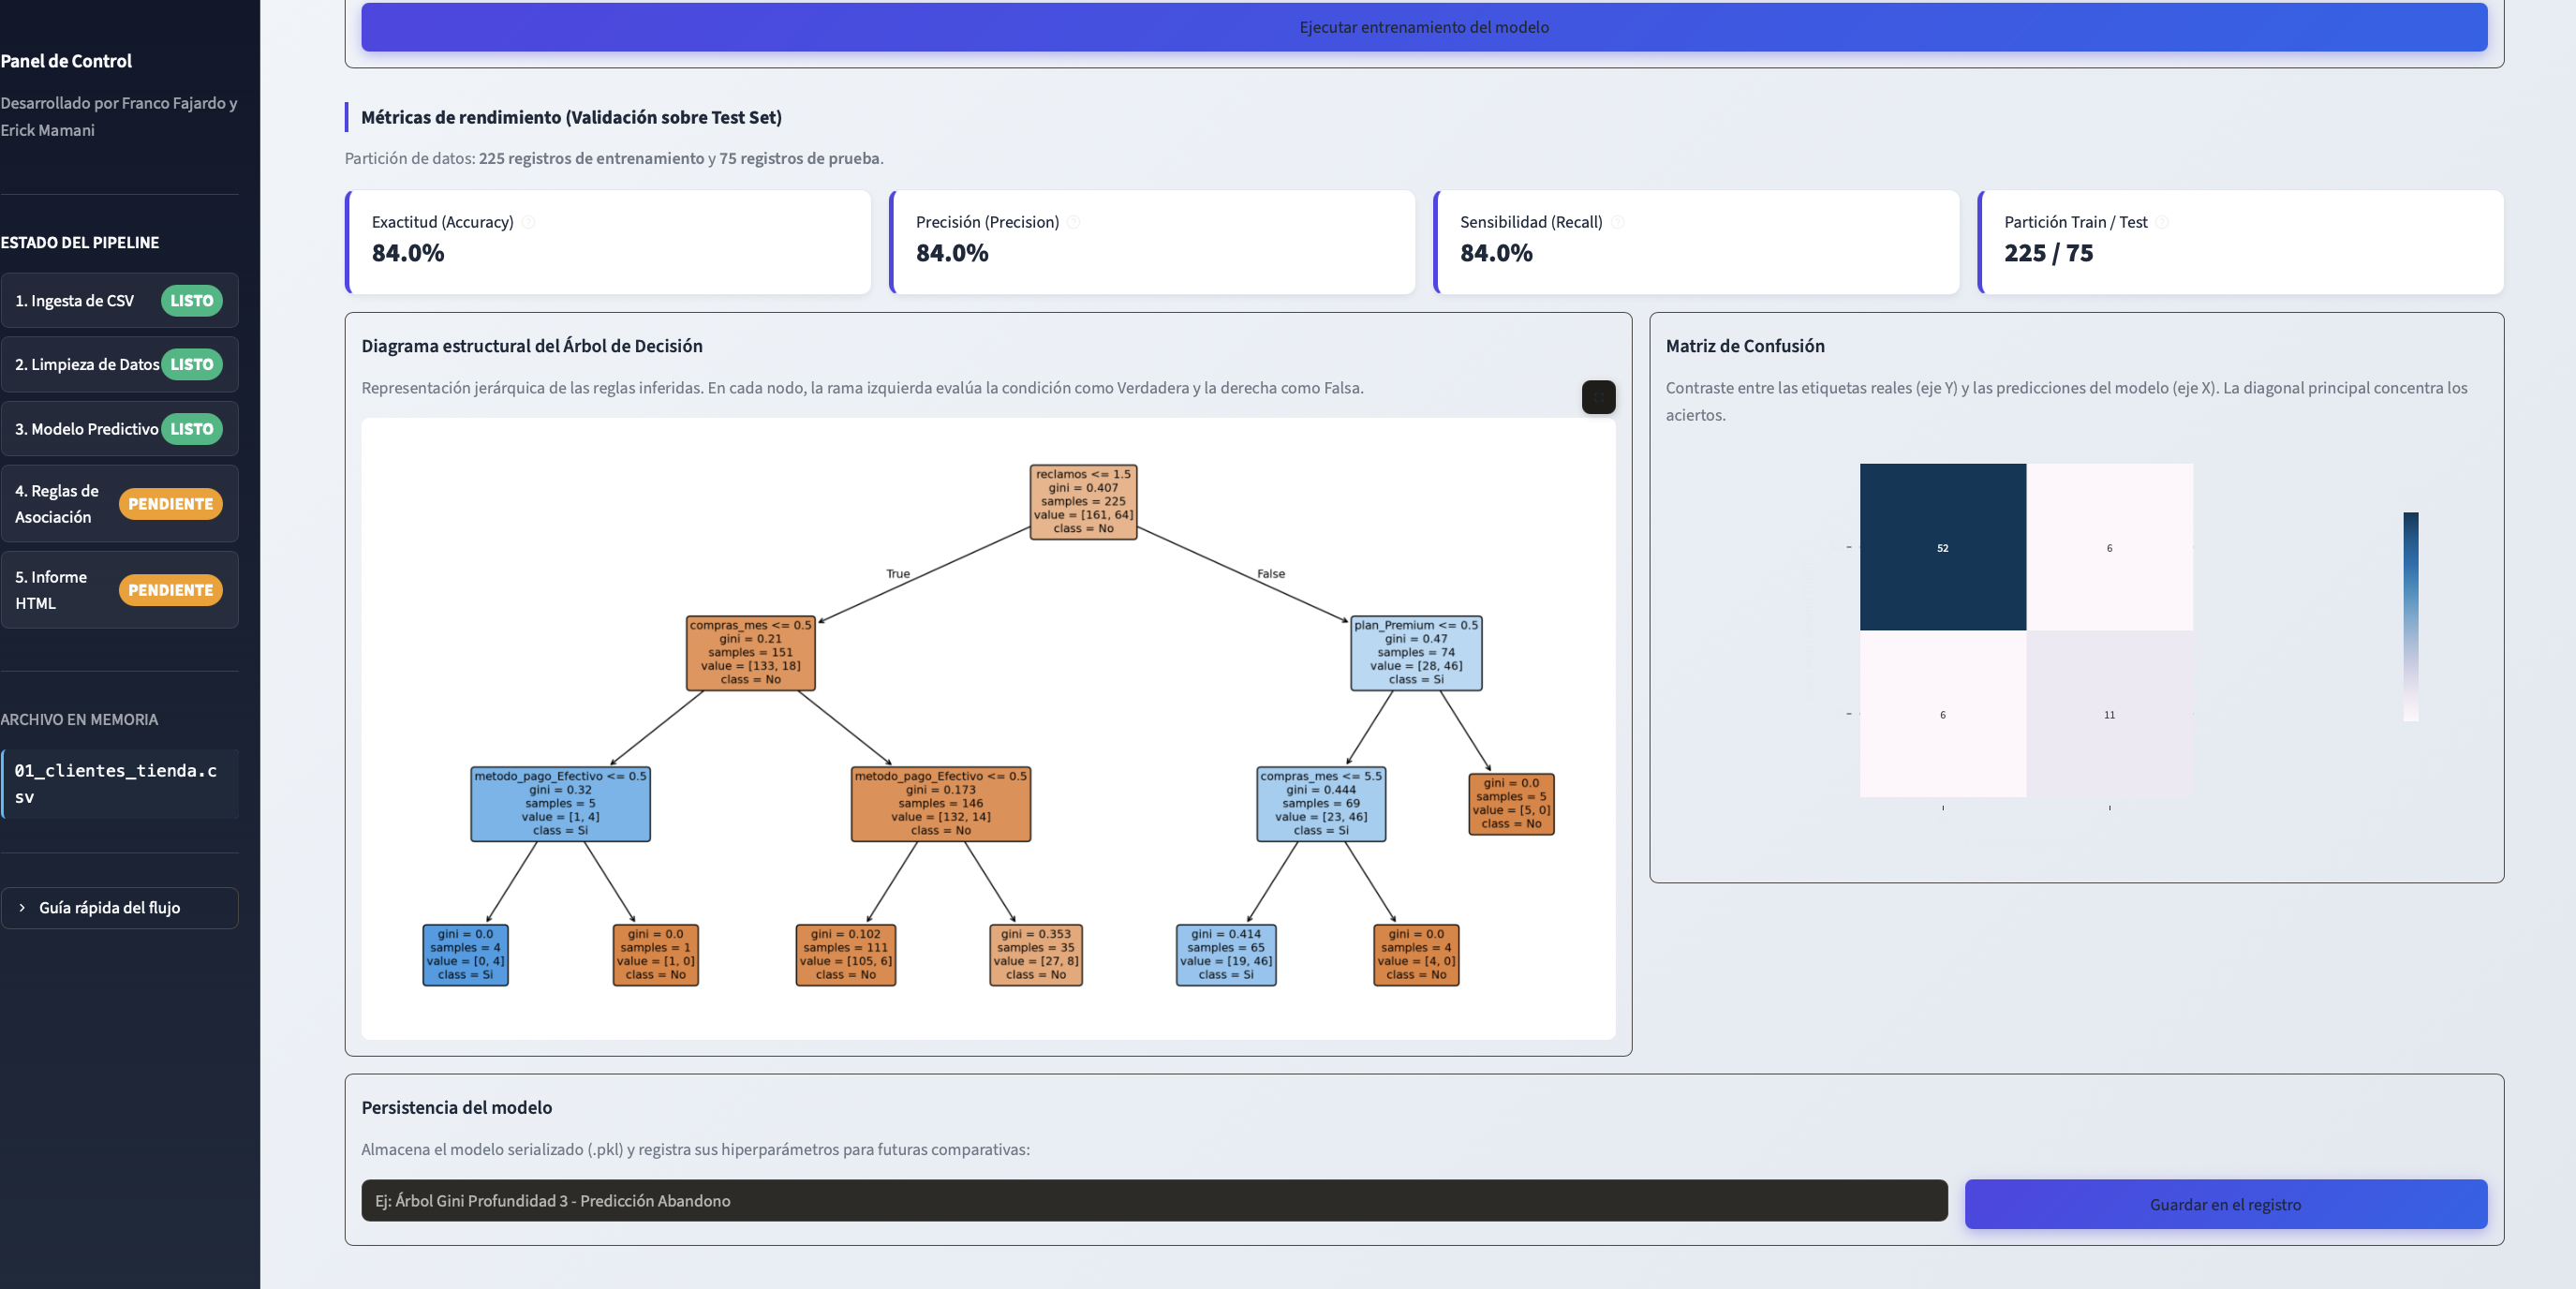 Panel de Control
Desarrollado por Franco Fajardo y
Erick Mamani
ESTADO DEL PIPELINE
1. Ingesta de CSV LISTO
2. Limpieza de Datos LISTO
3. Modelo Predictivo LISTO
4. Reglas de
Asociación
PENDIENTE
5. Informe
HTML
PENDIENTE
ARCHIVO EN MEMORIA
01_clientes_tienda.c
sv
Guía rápida del flujo
Ejecutar entrenamiento del modelo
Métricas de rendimiento (Validación sobre Test Set)
Partición de datos: 225 registros de entrenamiento y 75 registros de prueba.
Exactitud (Accuracy)
84.0%
Precisión (Precision)
84.0%
Sensibilidad (Recall)
84.0%
Partición Train / Test
225 / 75
Diagrama estructural del Árbol de Decisión
Representación jerárquica de las reglas inferidas. En cada nodo, la rama izquierda evalúa la condición como Verdadera y la derecha como Falsa.
reclamos <= 1.5
gini = 0.407
samples = 225
value = [161, 64]
class = No
True
False
compras_mes <= 0.5
gini = 0.21
samples = 151
value = [133, 18]
class = No
plan_Premium <= 0.5
gini = 0.47
samples = 74
value = [28, 46]
class = Si
metodo_pago_Efectivo <= 0.5
gini = 0.32
samples = 5
value = [1, 4]
class = Si
metodo_pago_Efectivo <= 0.5
gini = 0.173
samples = 146
value = [132, 14]
class = No
compras_mes <= 5.5
gini = 0.444
samples = 69
value = [23, 46]
class = Si
gini = 0.0
samples = 5
value = [5, 0]
class = No
gini = 0.0
samples = 4
value = [0, 4]
class = Si
gini = 0.0
samples = 1
value = [1, 0]
class = No
gini = 0.102
samples = 111
value = [105, 6]
class = No
gini = 0.353
samples = 35
value = [27, 8]
class = No
gini = 0.414
samples = 65
value = [19, 46]
class = Si
gini = 0.0
samples = 4
value = [4, 0]
class = No
Matriz de Confusión
Contraste entre las etiquetas reales (eje Y) y las predicciones del modelo (eje X). La diagonal principal concentra los
aciertos.
52
6
6
11
Persistencia del modelo
Almacena el modelo serializado (.pkl) y registra sus hiperparámetros para futuras comparativas:
Ej: Árbol Gini Profundidad 3 - Predicción Abandono
Guardar en el registro